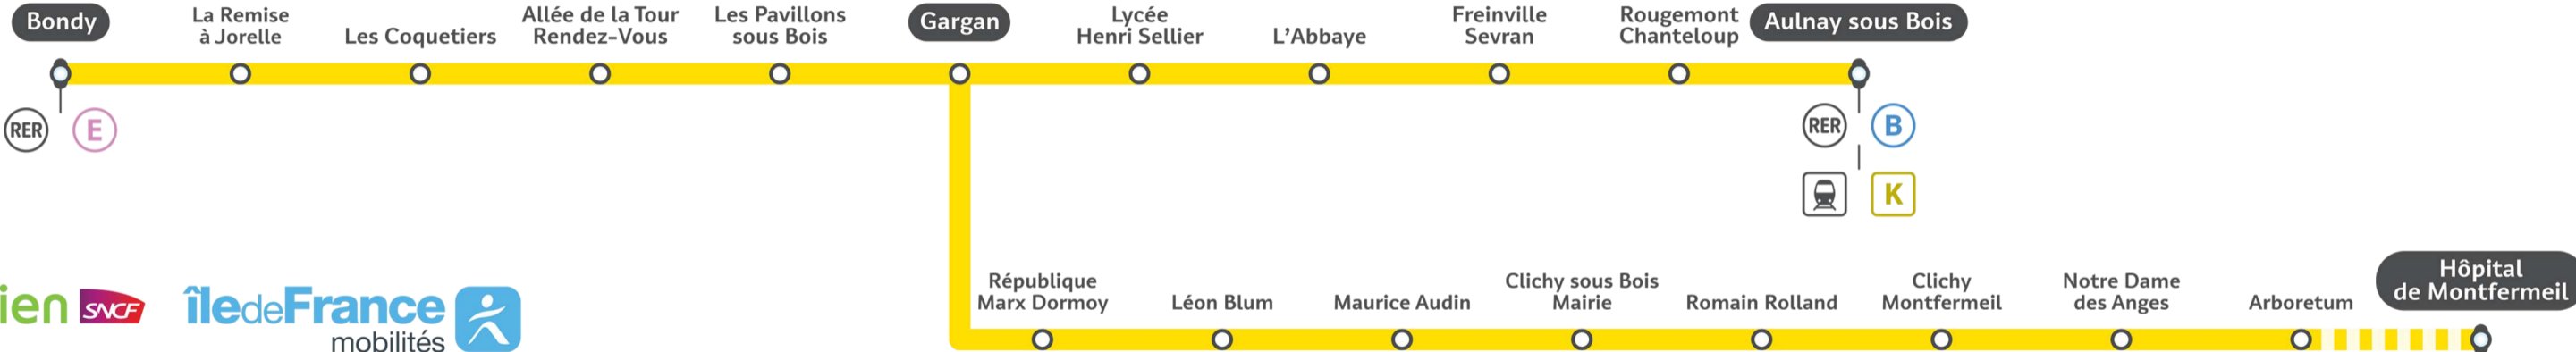 Bondy
La Remise
à Jorelle
Les Coquetiers
Allée de la Tour
Rendez-Vous
Les Pavillons
sous Bois
Gargan
Lycée
Henri Sellier
L'Abbaye
Freinville
Sevran
Rougemont
Chanteloup
Aulnay sous Bois
RER E
RER B
K
République
Marx Dormoy
Léon Blum
Maurice Audin
Clichy sous Bois
Mairie
Romain Rolland
Clichy
Montfermeil
Notre Dame
des Anges
Arboretum
Hôpital
de Montfermeil
ien SNCF
îledeFrance
mobilités